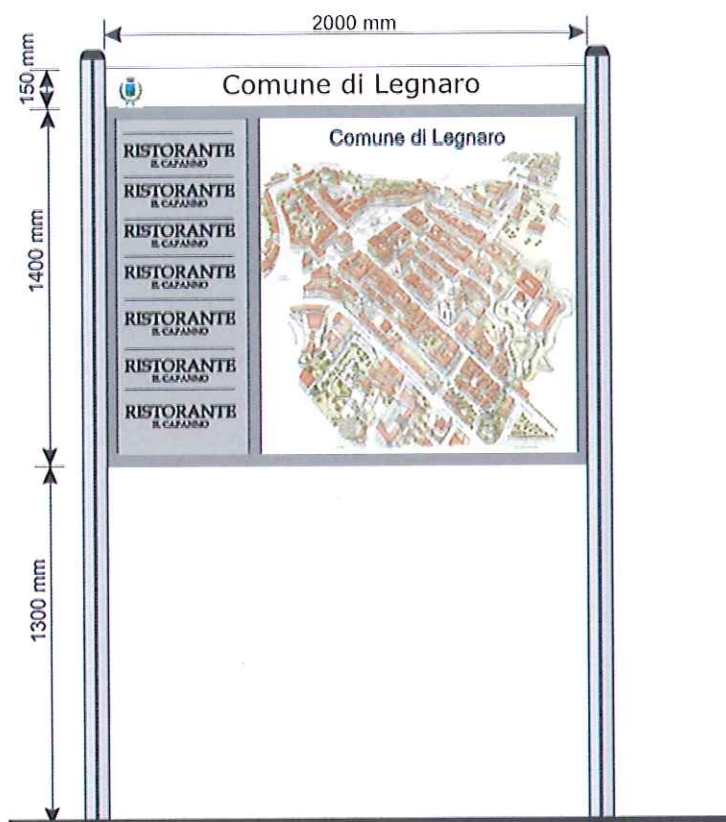 2000 mm
150 mm
Comune di Legnaro
1400 mm
Comune di Legnaro
RISTORANTE
IL CAPANNO
RISTORANTE
IL CAPANNO
RISTORANTE
IL CAPANNO
RISTORANTE
IL CAPANNO
RISTORANTE
IL CAPANNO
RISTORANTE
IL CAPANNO
RISTORANTE
IL CAPANNO
1300 mm